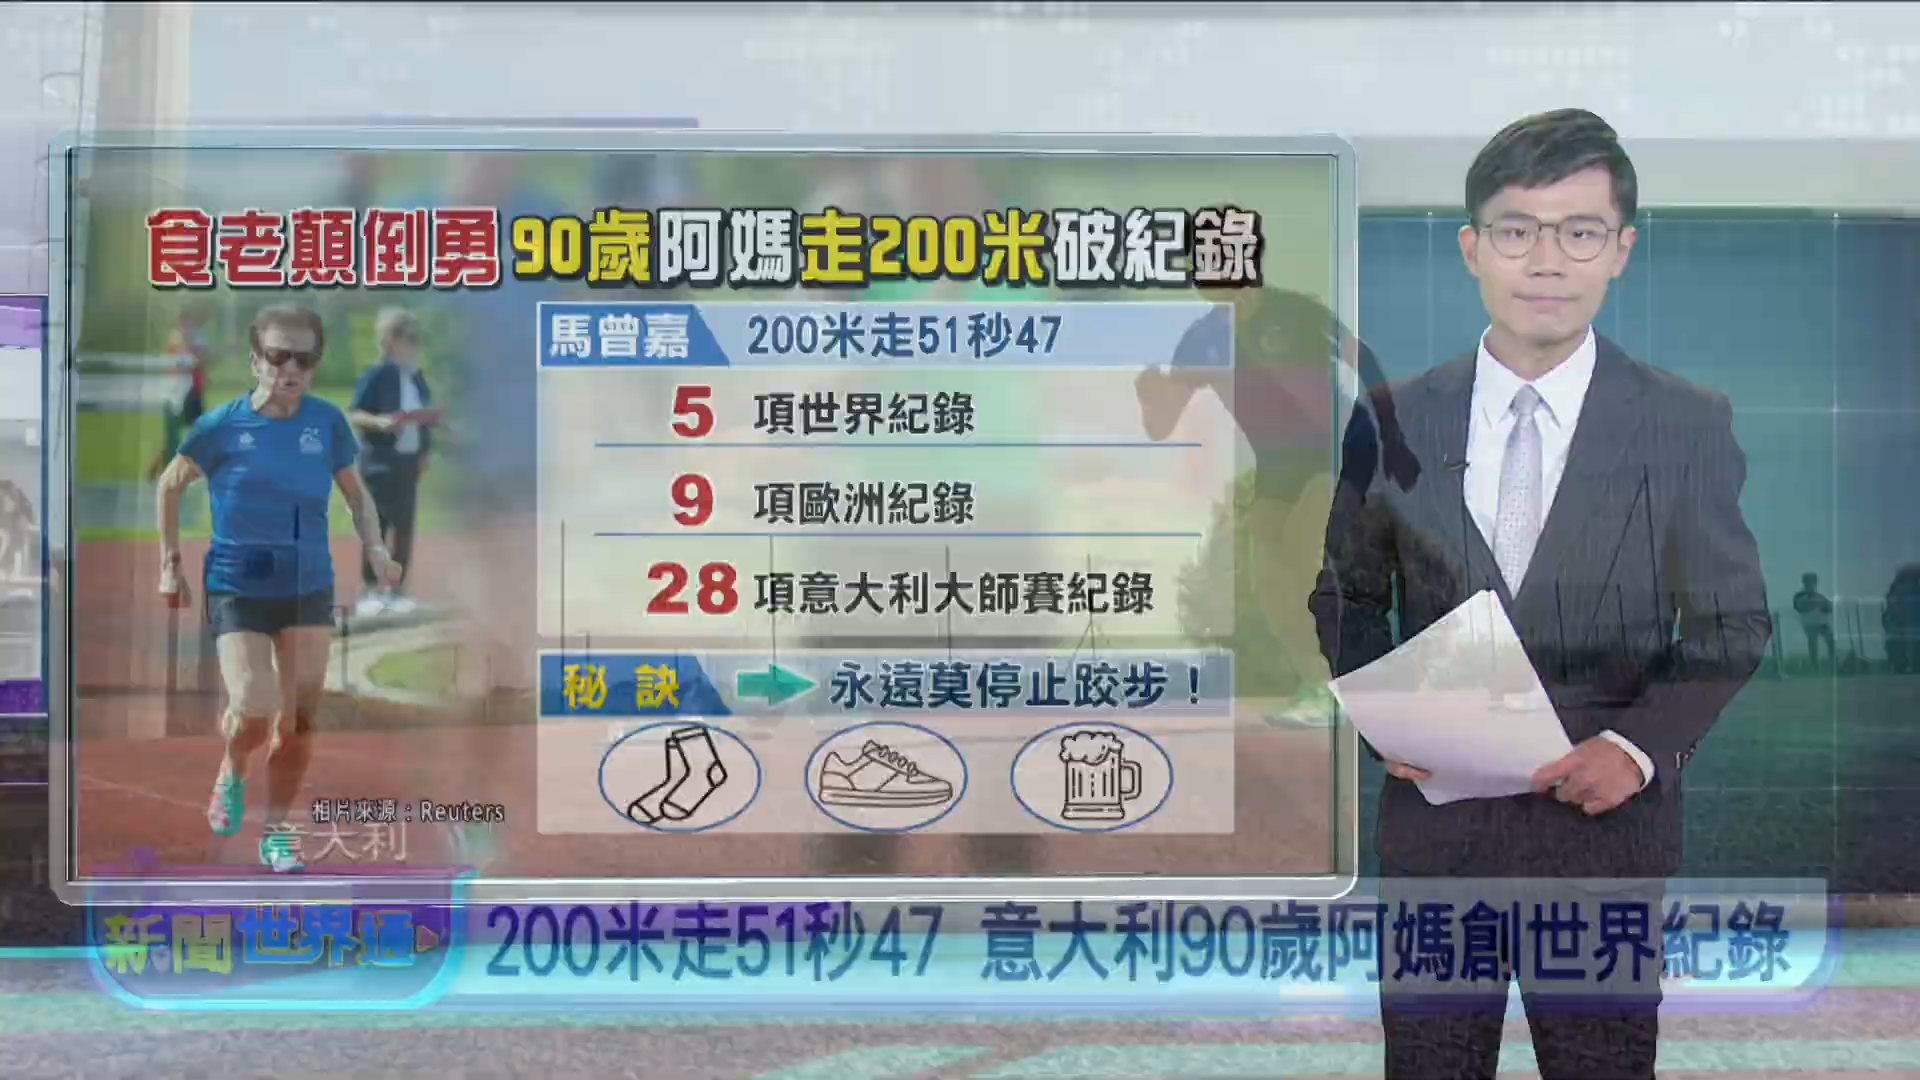 食老顛倒勇 90歲阿媽走200米破紀錄
馬曾嘉 200米走51秒47
5 項世界紀錄
9 項歐洲紀錄
28 項意大利大師賽紀錄
秘訣 永遠莫停止跤步！
相片來源：Reuters
意大利
新聞世界通
200米走51秒47 意大利90歲阿媽創世界紀錄